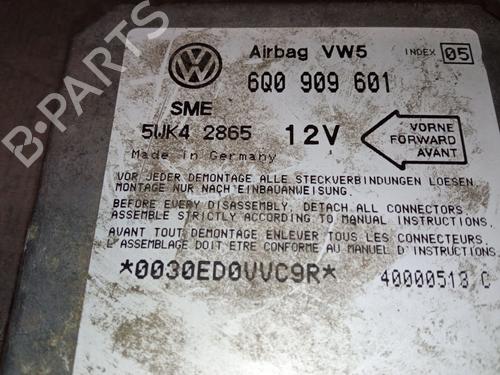 Airbag VW5 INDEX 05
6Q0 909 601
SME
5WK4 2865 12V
VORNE
FORWARD
AVANT
Made in Germany
VOR JEDER DEMONTAGE ALLE STECKVERBINDUNGEN LOESEN
MONTAGE NUR NACH EINBAUANWEISUNG.
BEFORE EVERY DISASSEMBLY, DETACH ALL CONNECTORS
ASSEMBLE STRICTLY ACCORDING TO MANUAL INSTRUCTIONS.
AVANT TOUT DEMONTAGE ENLEVER TOUS LES CONNECTEURS.
L'ASSEMBLAGE DOIT ETRE CONFORME AU MANUEL D'INSTRUCTIONS.
*0030ED0VVC9R* 40000513 C
B-PARTS